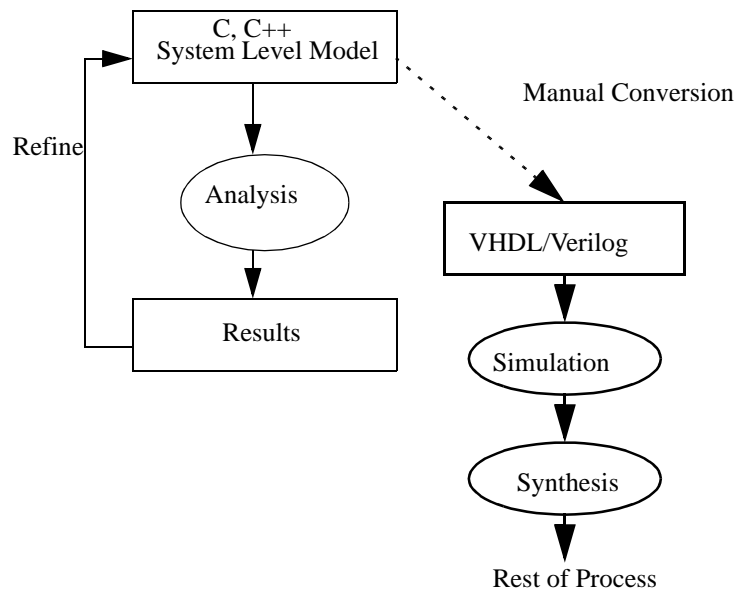 C, C++
System Level Model
Manual Conversion
Refine
Analysis
VHDL/Verilog
Results
Simulation
Synthesis
Rest of Process